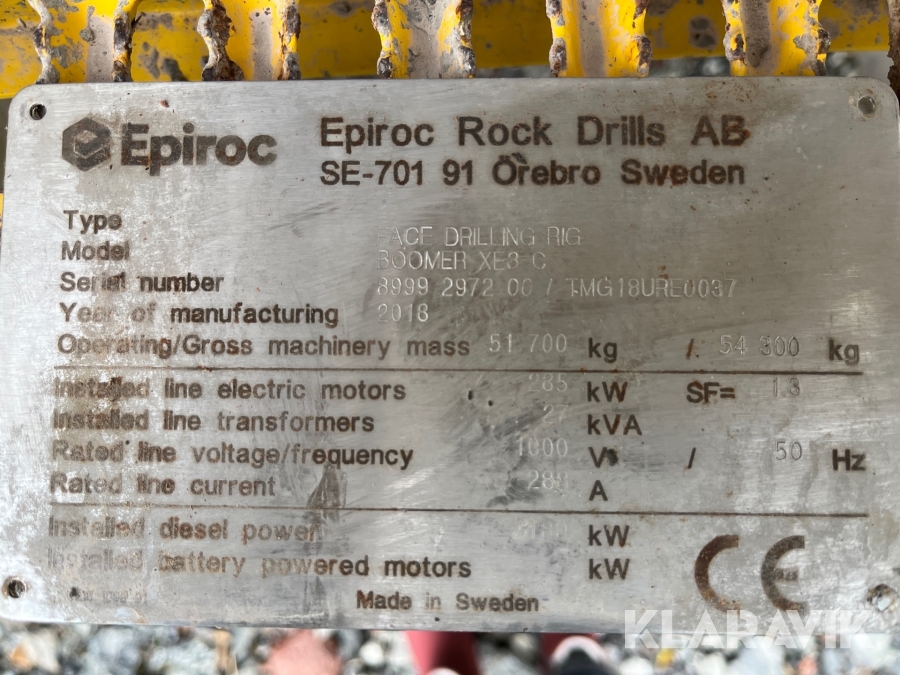 Epiroc
Epiroc Rock Drills AB
SE-701 91 Örebro Sweden
Type FACE DRILLING RIG
Model BOOMER XE3 C
Serial number 8999 2972 00 / TMG18URE0037
Year of manufacturing 2018
Operating/Gross machinery mass 51 700 kg / 54 300 kg
Installed line electric motors 285 kW SF= 1.3
Installed line transformers 27 kVA
Rated line voltage/frequency 1000 V / 50 Hz
Rated line current A
Installed diesel power kW
Installed battery powered motors kW
CE
Made in Sweden
KLARAVIK